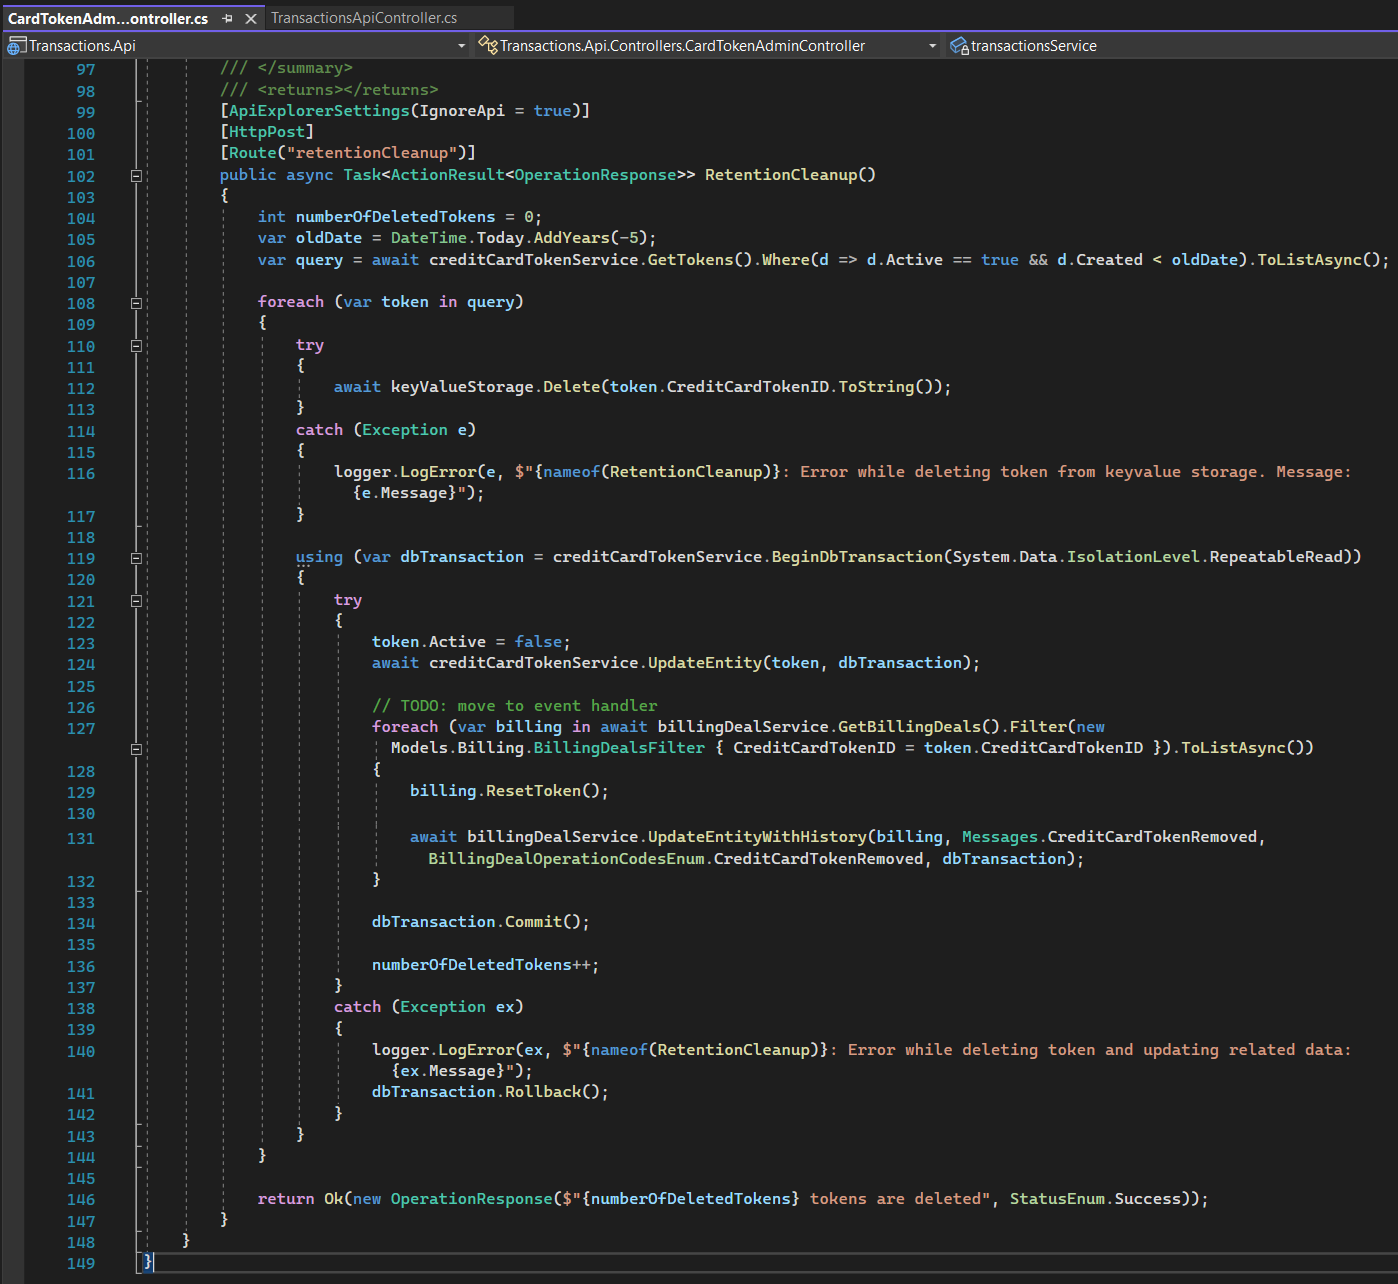 CardTokenAdm...ontroller.cs
TransactionsApiController.cs
Transactions.Api
Transactions.Api.Controllers.CardTokenAdminController
transactionsService
97 /// </summary>
98 /// <returns></returns>
99 [ApiExplorerSettings(IgnoreApi = true)]
100 [HttpPost]
101 [Route("retentionCleanup")]
102 public async Task<ActionResult<OperationResponse>> RetentionCleanup()
103 {
104 int numberOfDeletedTokens = 0;
105 var oldDate = DateTime.Today.AddYears(-5);
106 var query = await creditCardTokenService.GetTokens().Where(d => d.Active == true && d.Created < oldDate).ToListAsync();
107
108 foreach (var token in query)
109 {
110 try
111 {
112 await keyValueStorage.Delete(token.CreditCardTokenID.ToString());
113 }
114 catch (Exception e)
115 {
116 logger.LogError(e, $"{nameof(RetentionCleanup)}: Error while deleting token from keyvalue storage. Message:
{e.Message}");
117 }
118
119 using (var dbTransaction = creditCardTokenService.BeginDbTransaction(System.Data.IsolationLevel.RepeatableRead))
120 {
121 try
122 {
123 token.Active = false;
124 await creditCardTokenService.UpdateEntity(token, dbTransaction);
125
126 // TODO: move to event handler
127 foreach (var billing in await billingDealService.GetBillingDeals().Filter(new
Models.Billing.BillingDealsFilter { CreditCardTokenID = token.CreditCardTokenID }).ToListAsync())
128 {
129 billing.ResetToken();
130
131 await billingDealService.UpdateEntityWithHistory(billing, Messages.CreditCardTokenRemoved,
BillingDealOperationCodesEnum.CreditCardTokenRemoved, dbTransaction);
132 }
133
134 dbTransaction.Commit();
135
136 numberOfDeletedTokens++;
137 }
138 catch (Exception ex)
139 {
140 logger.LogError(ex, $"{nameof(RetentionCleanup)}: Error while deleting token and updating related data:
{ex.Message}");
141 dbTransaction.Rollback();
142 }
143 }
144 }
145
146 return Ok(new OperationResponse($"{numberOfDeletedTokens} tokens are deleted", StatusEnum.Success));
147 }
148 }
149 }